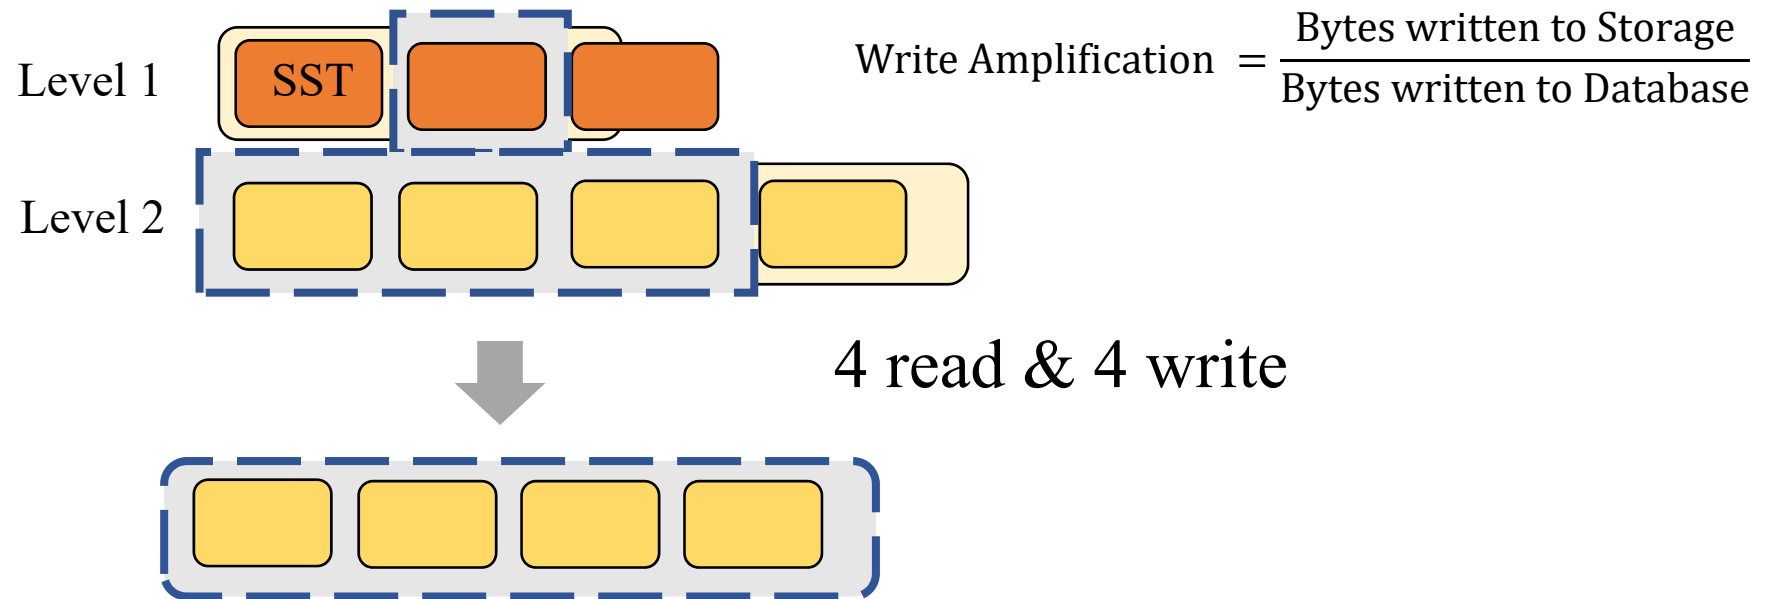 Level 1
SST
Write Amplification = Bytes written to Storage
Bytes written to Database
Level 2
4 read & 4 write